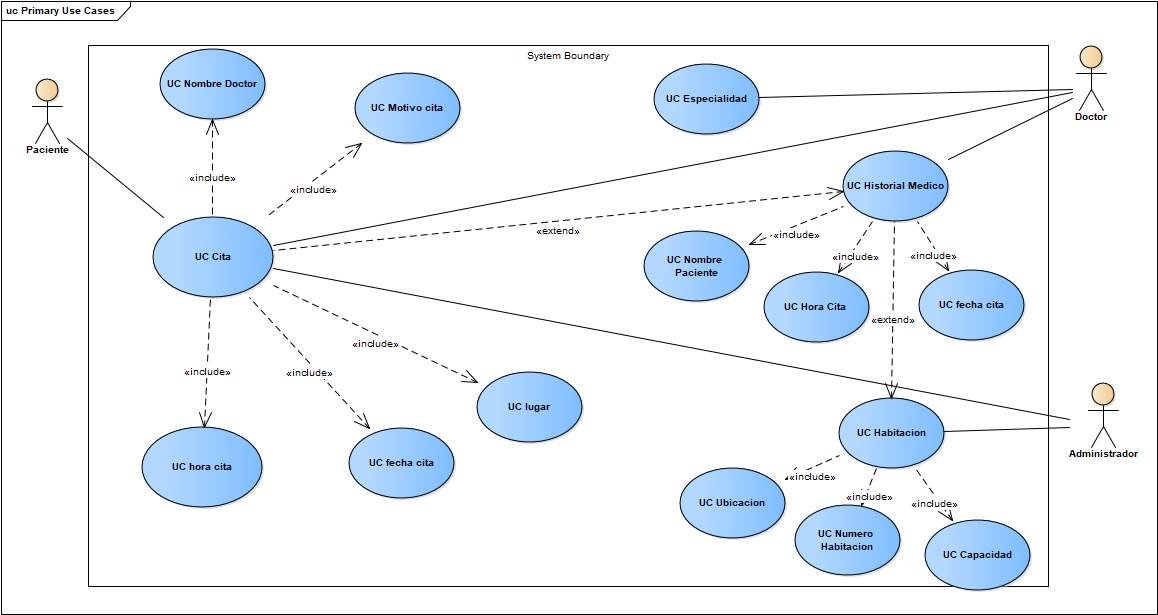 uc Primary Use Cases
System Boundary
UC Nombre Doctor
UC Motivo cita
UC Especialidad
Doctor
Paciente
«include»
«include»
UC Historial Medico
«extend»
«include»
UC Cita
UC Nombre
Paciente
«include»
«include»
UC Hora Cita
UC fecha cita
«extend»
«include»
«include»
«include»
UC lugar
UC Habitacion
Administrador
UC hora cita
UC fecha cita
«include»
«include»
«include»
UC Ubicacion
UC Numero
Habitacion
UC Capacidad